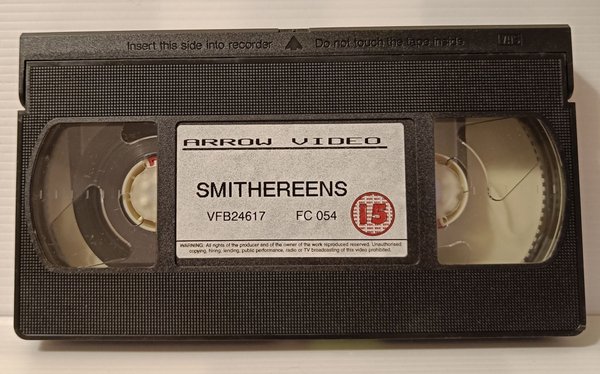 Insert this side into recorder Do not touch the tape inside VHS
ARROW VIDEO
SMITHEREENS
VFB24617 FC 054
15
WARNING: All rights of the producer and of the owner of the work reproduced reserved. Unauthorised
copying, hiring, lending, public performance, radio or TV broadcasting of this video prohibited.